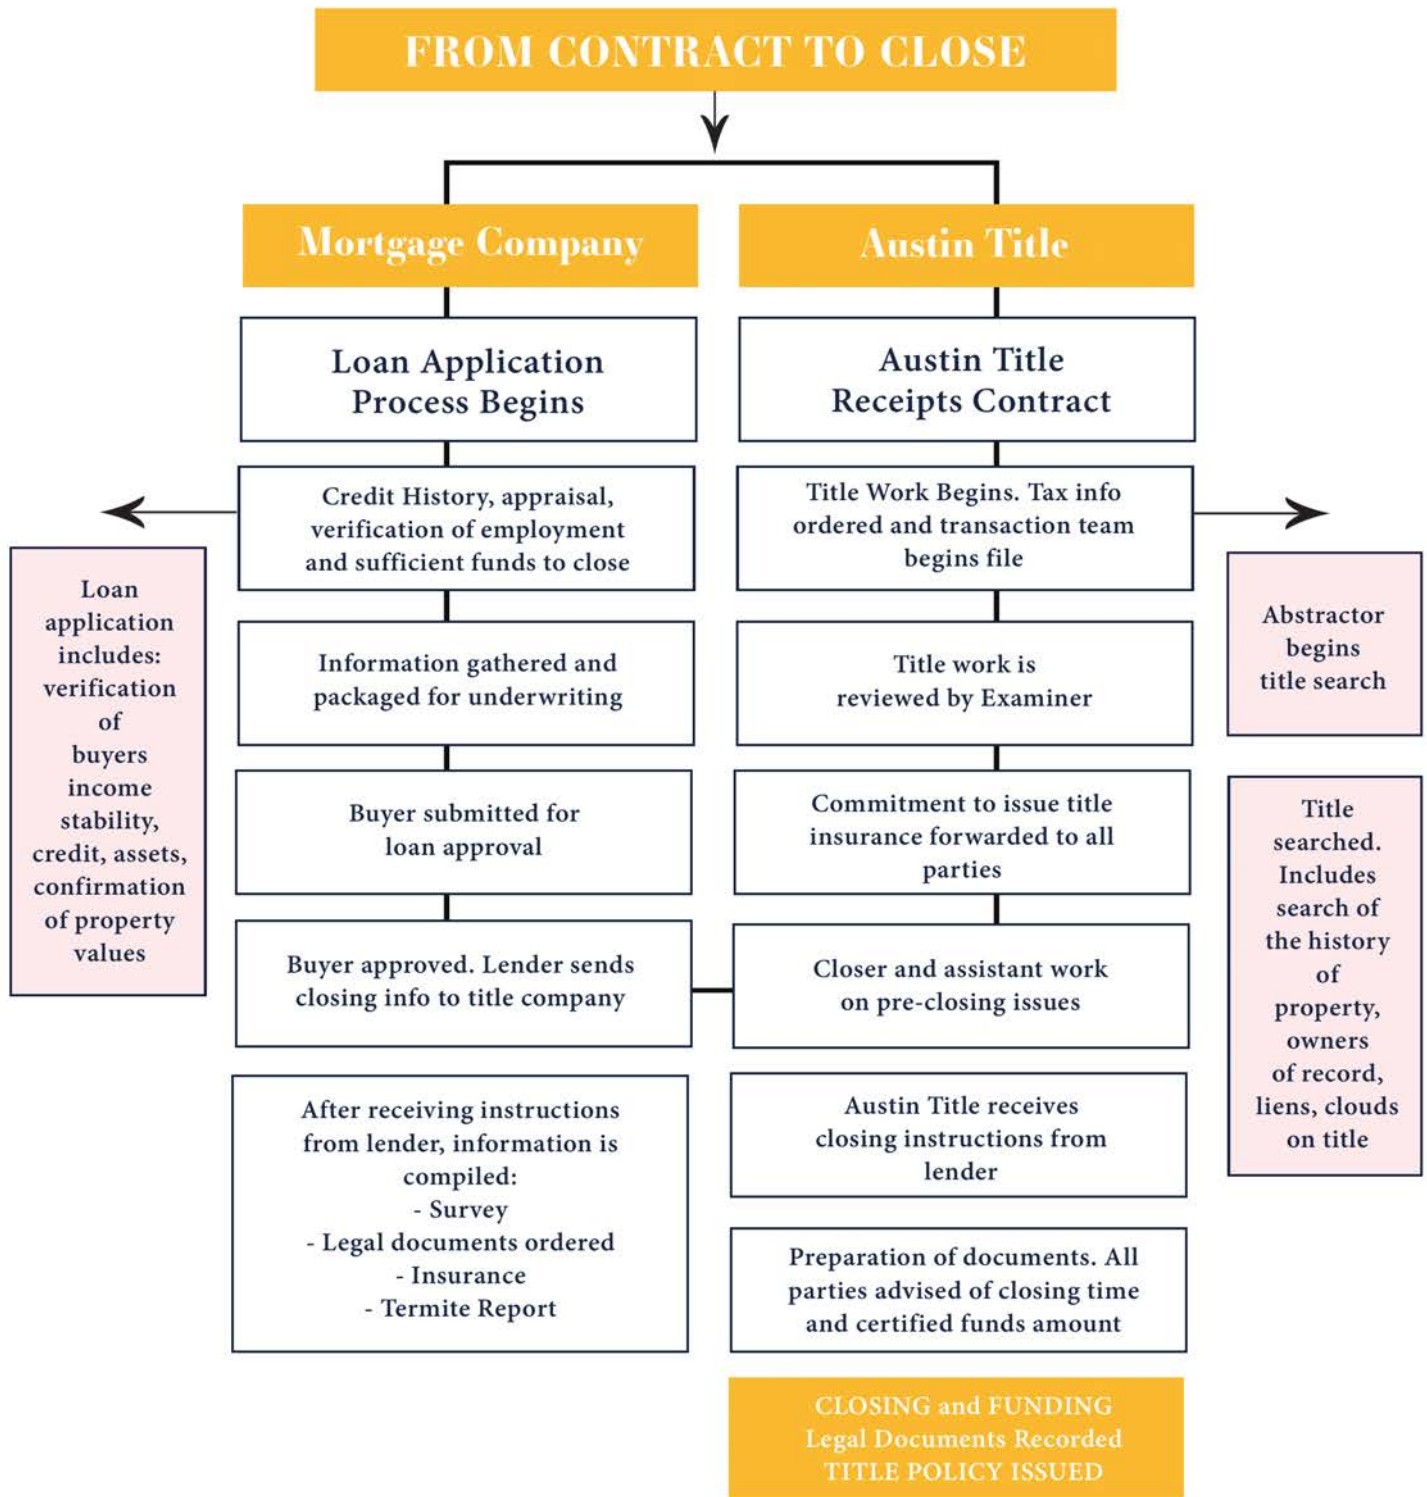 FROM CONTRACT TO CLOSE
Mortgage Company
Loan Application
Process Begins
Credit History, appraisal,
verification of employment
and sufficient funds to close
Loan
application
includes:
verification
of
buyers
income
stability,
credit, assets,
confirmation
of property
values
Information gathered and
packaged for underwriting
Buyer submitted for
loan approval
Buyer approved. Lender sends
closing info to title company
After receiving instructions
from lender, information is
compiled:
- Survey
- Legal documents ordered
- Insurance
- Termite Report
Austin Title
Austin Title
Receipts Contract
Title Work Begins. Tax info
ordered and transaction team
begins file
Abstractor
begins
title search
Title
searched.
Includes
search of
the history
of
property,
owners
of record,
liens, clouds
on title
Title work is
reviewed by Examiner
Commitment to issue title
insurance forwarded to all
parties
Closer and assistant work
on pre-closing issues
Austin Title receives
closing instructions from
lender
Preparation of documents. All
parties advised of closing time
and certified funds amount
CLOSING and FUNDING
Legal Documents Recorded
TITLE POLICY ISSUED